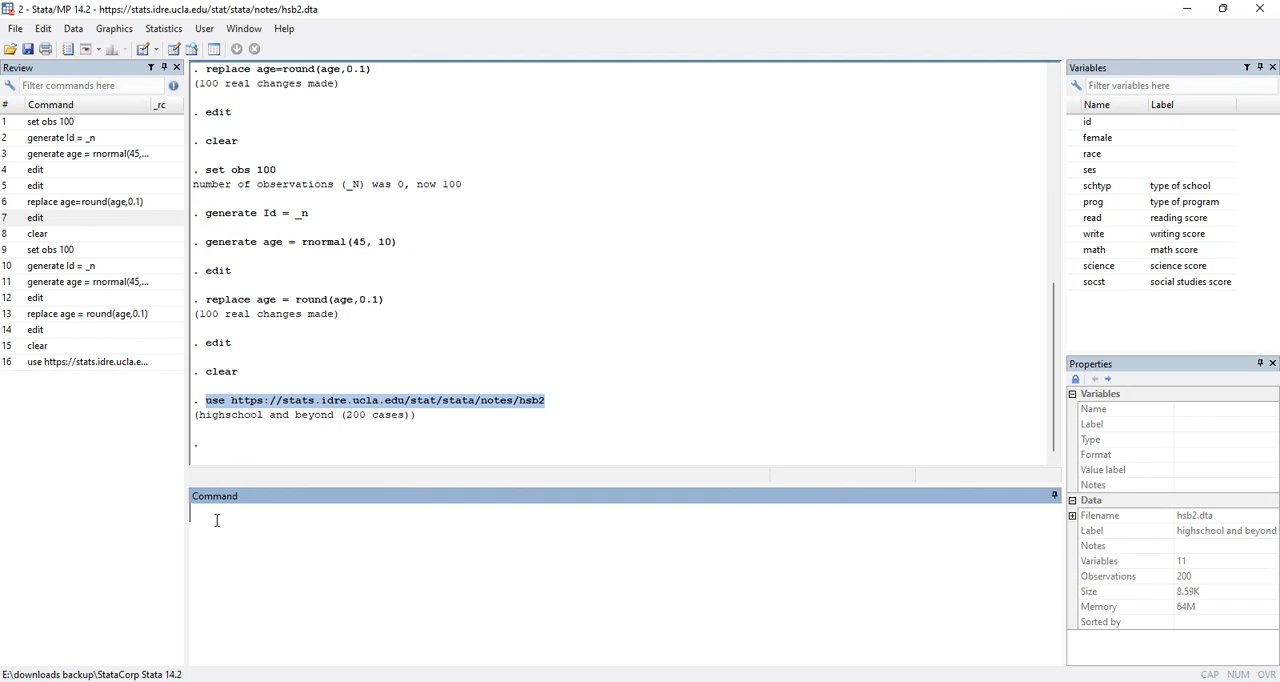 2 - Stata/MP 14.2 - https://stats.idre.ucla.edu/stat/stata/notes/hsb2.dta
File Edit Data Graphics Statistics User Window Help
Review
Filter commands here
# Command _rc
1 set obs 100
2 generate Id = _n
3 generate age = rnormal(45,...
4 edit
5 edit
6 replace age=round(age,0.1)
7 edit
8 clear
9 set obs 100
10 generate Id = _n
11 generate age = rnormal(45,...
12 edit
13 replace age = round(age,0.1)
14 edit
15 clear
16 use https://stats.idre.ucla.e...
. replace age=round(age,0.1)
(100 real changes made)
. edit
. clear
. set obs 100
number of observations (_N) was 0, now 100
. generate Id = _n
. generate age = rnormal(45, 10)
. edit
. replace age = round(age,0.1)
(100 real changes made)
. edit
. clear
. use https://stats.idre.ucla.edu/stat/stata/notes/hsb2
(highschool and beyond (200 cases))
.
Command
Variables
Filter variables here
Name Label
id
female
race
ses
schtyp type of school
prog type of program
read reading score
write writing score
math math score
science science score
socst social studies score
Properties
Variables
Name
Label
Type
Format
Value label
Notes
Data
Filename hsb2.dta
Label highschool and beyond
Notes
Variables 11
Observations 200
Size 8.59K
Memory 64M
Sorted by
E:\downloads backup\StataCorp Stata 14.2
CAP NUM OVR